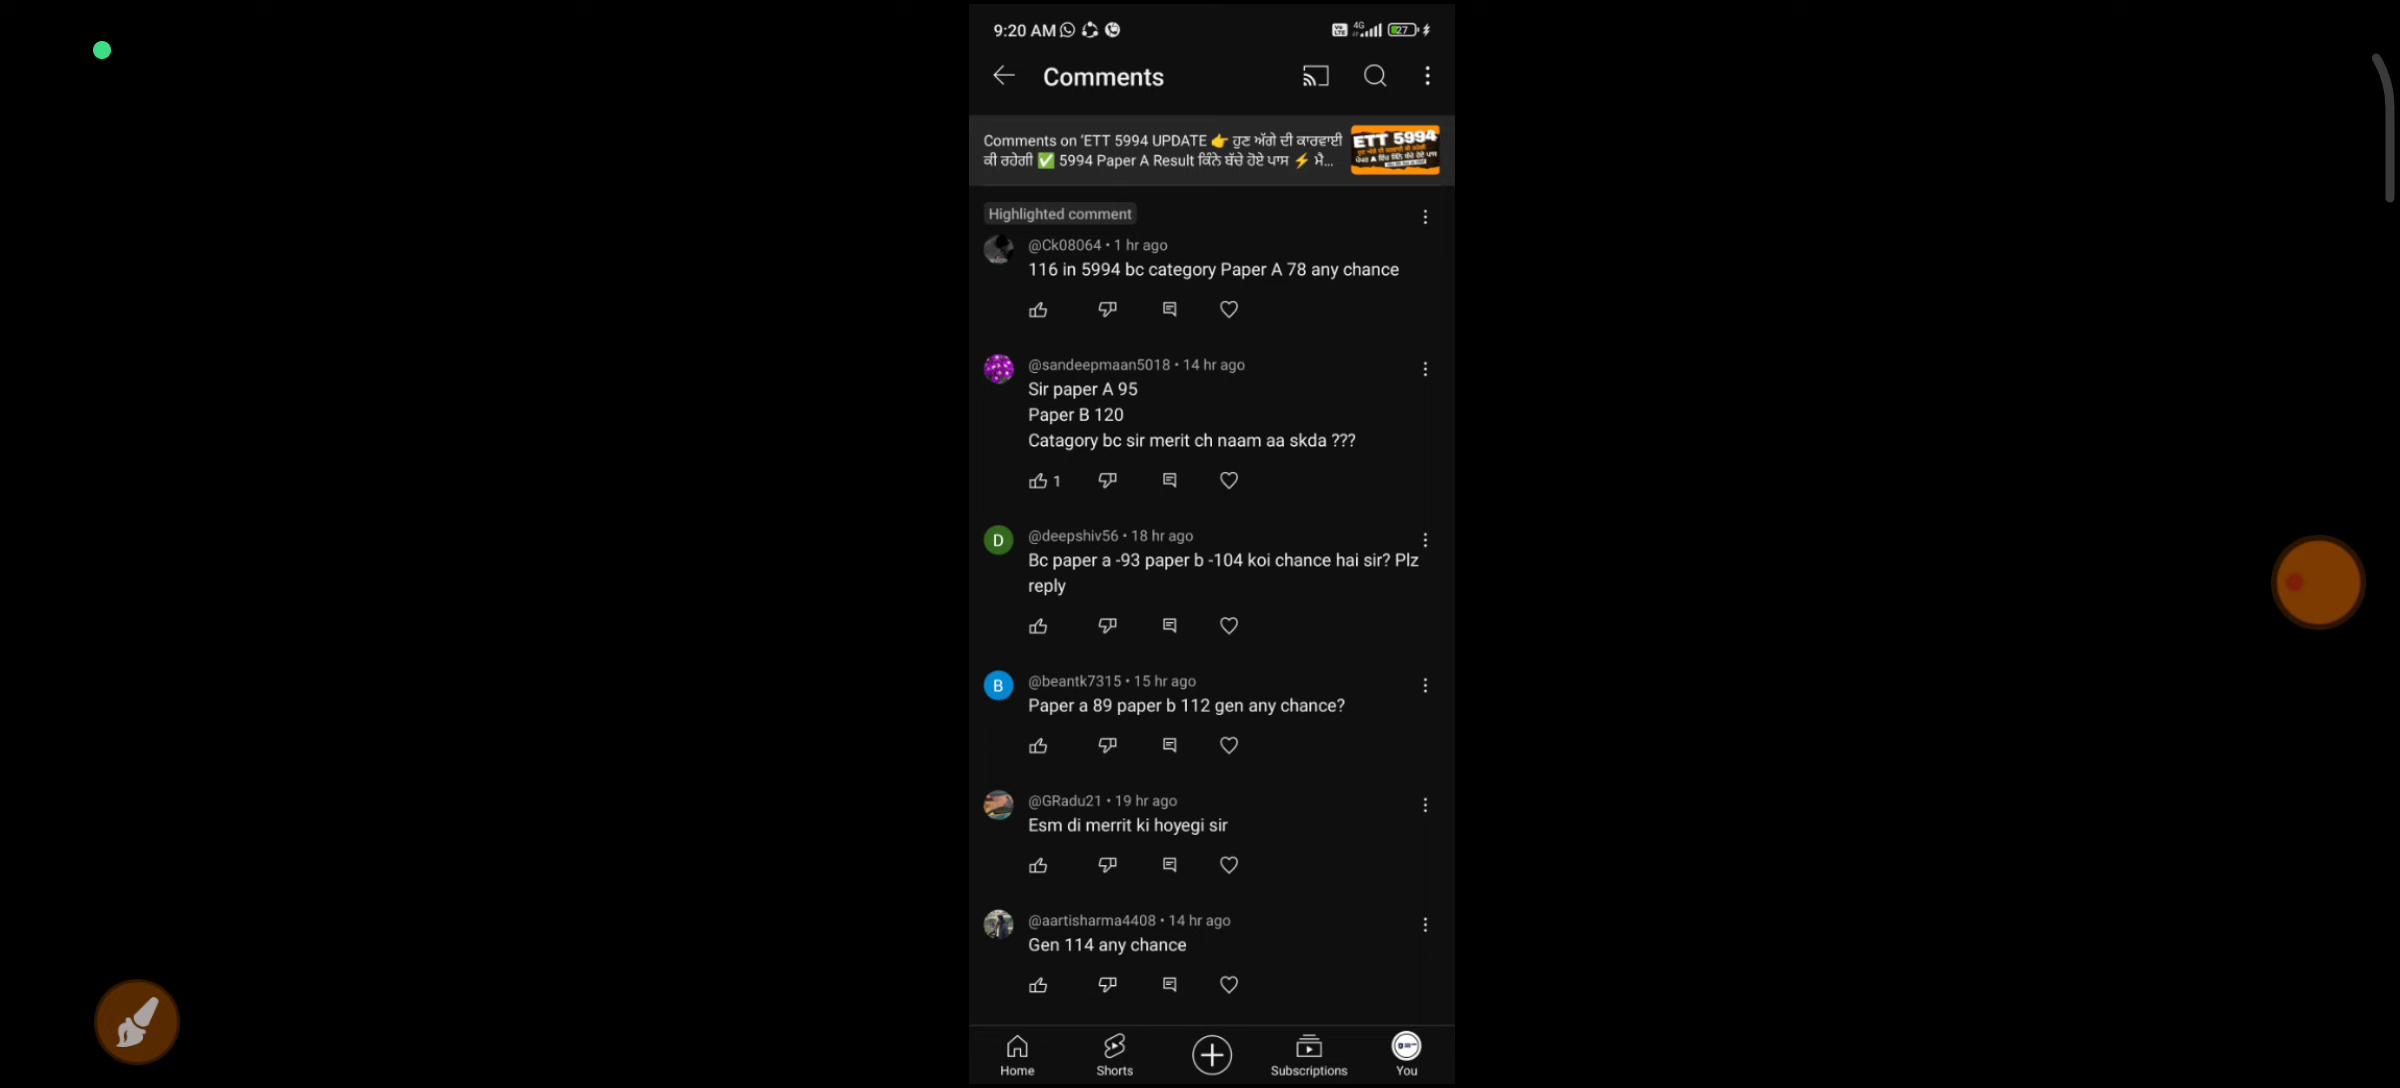 9:20 AM
4G
27
Comments
Comments on 'ETT 5994 UPDATE 👉 ਹੁਣ ਅੱਗੇ ਦੀ ਕਾਰਵਾਈ
ਕੀ ਰਹੇਗੀ ✅ 5994 Paper A Result ਕਿੰਨੇ ਬੱਚੇ ਹੋਏ ਪਾਸ ⚡ ਮੈ...
ETT 5994
Highlighted comment
@Ck08064 • 1 hr ago
116 in 5994 bc category Paper A 78 any chance
@sandeepmaan5018 • 14 hr ago
Sir paper A 95
Paper B 120
Catagory bc sir merit ch naam aa skda ???
1
D
@deepshiv56 • 18 hr ago
Bc paper a -93 paper b -104 koi chance hai sir? Plz
reply
B
@beantk7315 • 15 hr ago
Paper a 89 paper b 112 gen any chance?
@GRadu21 • 19 hr ago
Esm di merrit ki hoyegi sir
@aartisharma4408 • 14 hr ago
Gen 114 any chance
Home
Shorts
Subscriptions
You